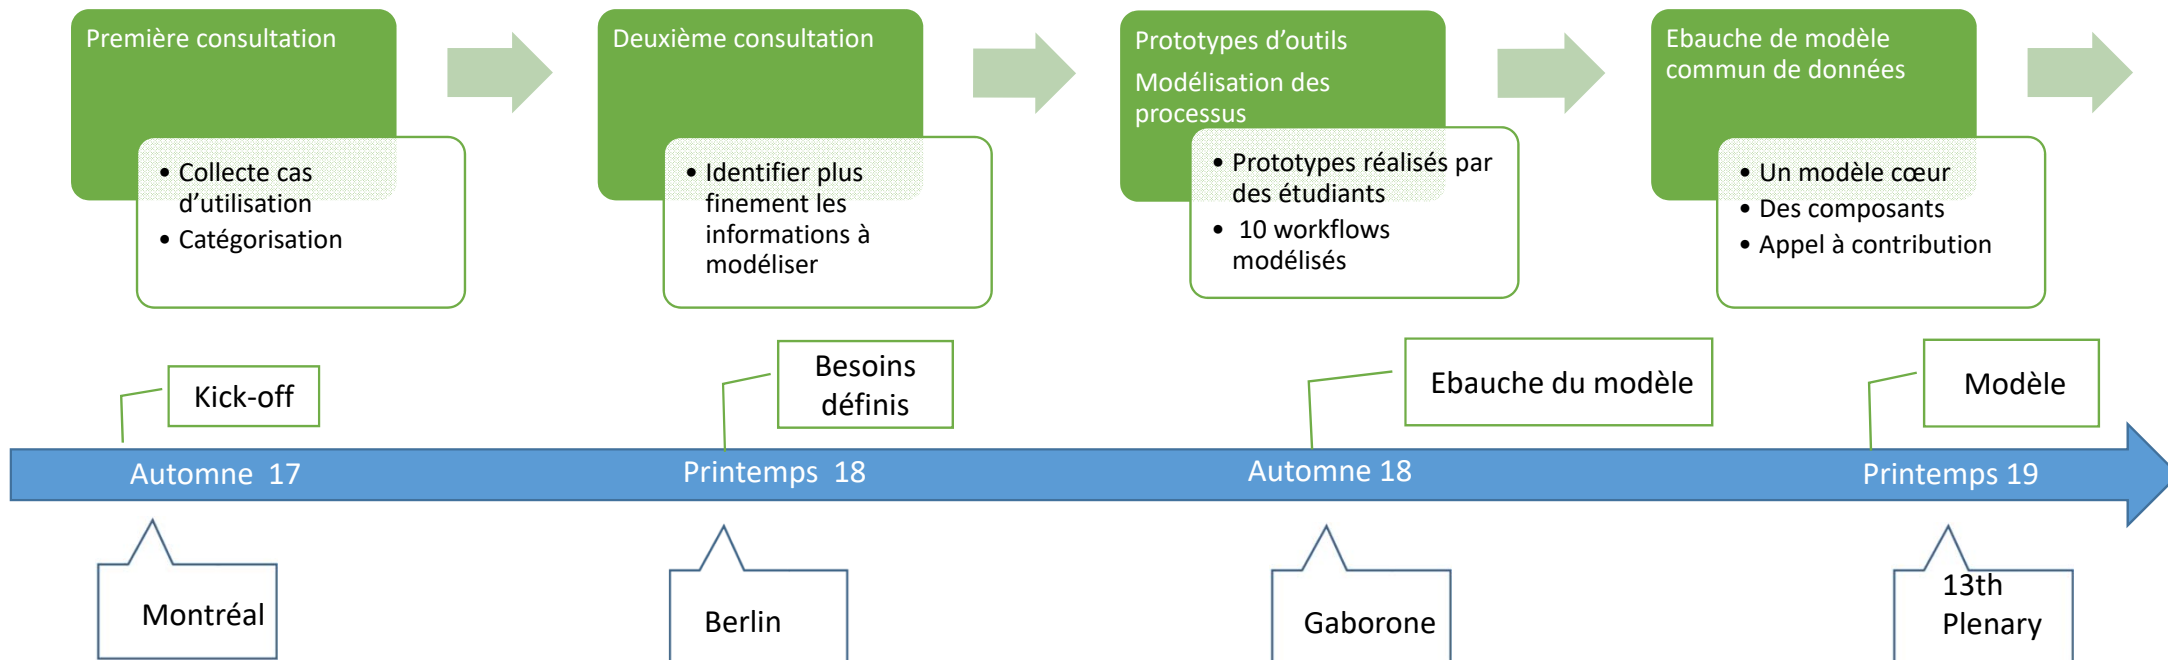 Première consultation
• Collecte cas
d’utilisation
• Catégorisation
Deuxième consultation
• Identifier plus
finement les
informations à
modéliser
Prototypes d’outils
Modélisation des
processus
• Prototypes réalisés par
des étudiants
• 10 workflows
modélisés
Ebauche de modèle
commun de données
• Un modèle cœur
• Des composants
• Appel à contribution
Kick-off
Besoins
définis
Ebauche du modèle
Modèle
Automne 17
Printemps 18
Automne 18
Printemps 19
Montréal
Berlin
Gaborone
13th
Plenary